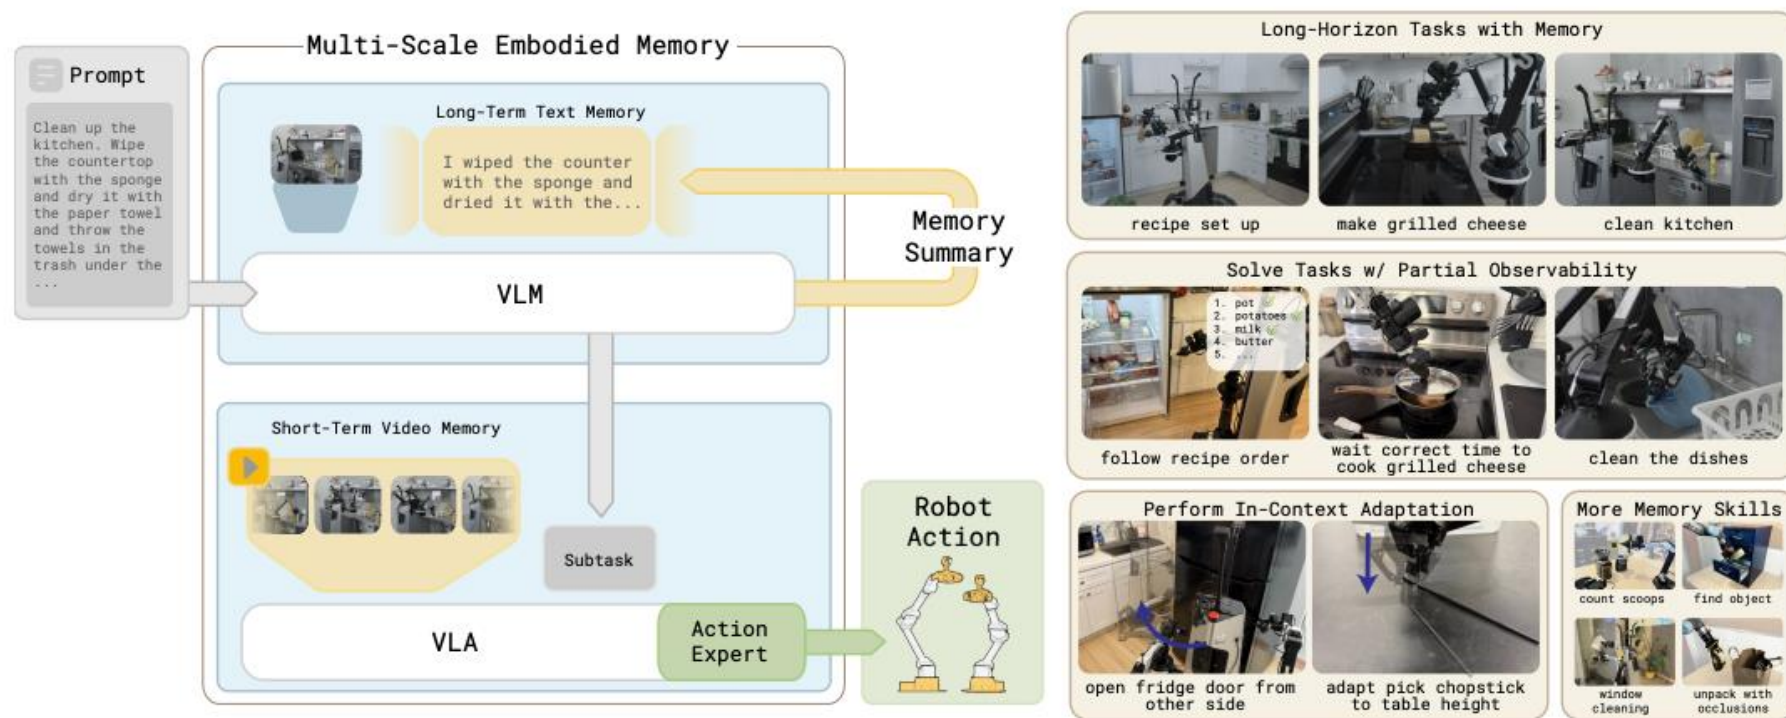 Multi-Scale Embodied Memory
Prompt
Clean up the
kitchen. Wipe
the countertop
with the sponge
and dry it with
the paper towel
and throw the
towels in the
trash under the
...
Long-Term Text Memory
I wiped the counter
with the sponge and
dried it with the...
Memory
Summary
VLM
Short-Term Video Memory
Subtask
VLA
Action
Expert
Robot
Action
Long-Horizon Tasks with Memory
recipe set up
make grilled cheese
clean kitchen
Solve Tasks w/ Partial Observability
1. pot
2. potatoes
3. milk
4. butter
5. ...
follow recipe order
wait correct time to
cook grilled cheese
clean the dishes
Perform In-Context Adaptation
open fridge door from
other side
adapt pick chopstick
to table height
More Memory Skills
count scoops
find object
window
cleaning
unpack with
occlusions